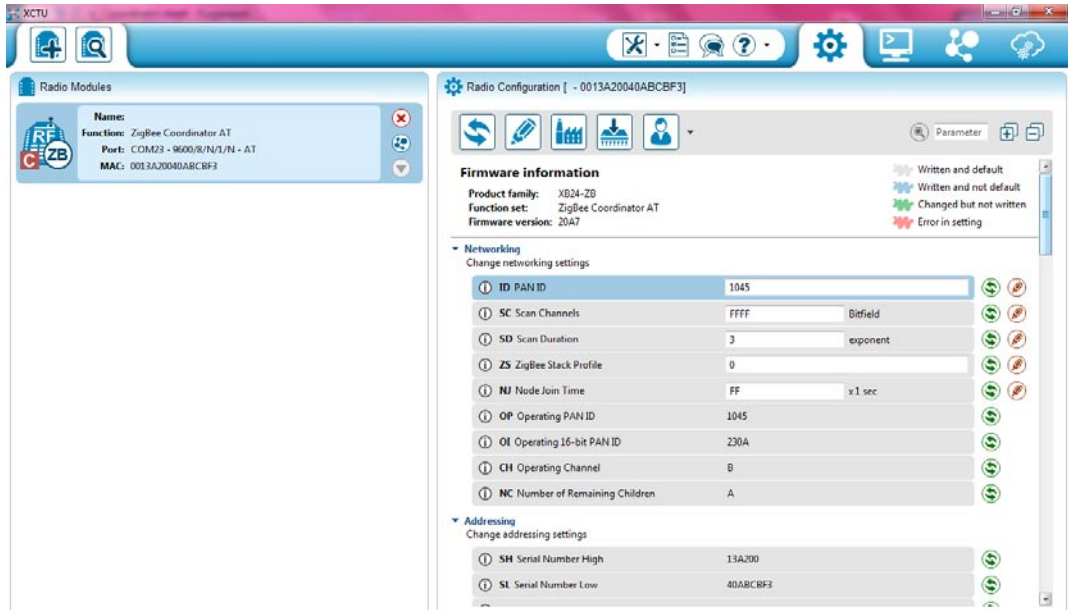 XCTU
Radio Modules
Name:
Function: ZigBee Coordinator AT
Port: COM23 - 9600/8/N/1/N - AT
MAC: 0013A20040ABCBF3
Radio Configuration [ - 0013A20040ABCBF3]
Parameter
Firmware information
Product family: XB24-ZB
Function set: ZigBee Coordinator AT
Firmware version: 20A7
Written and default
Written and not default
Changed but not written
Error in setting
Networking
Change networking settings
ID PAN ID 1045
SC Scan Channels FFFF Bitfield
SD Scan Duration 3 exponent
ZS ZigBee Stack Profile 0
NJ Node Join Time FF x 1 sec
OP Operating PAN ID 1045
OI Operating 16-bit PAN ID 230A
CH Operating Channel B
NC Number of Remaining Children A
Addressing
Change addressing settings
SH Serial Number High 13A200
SL Serial Number Low 40ABCBF3
RF
C
ZB